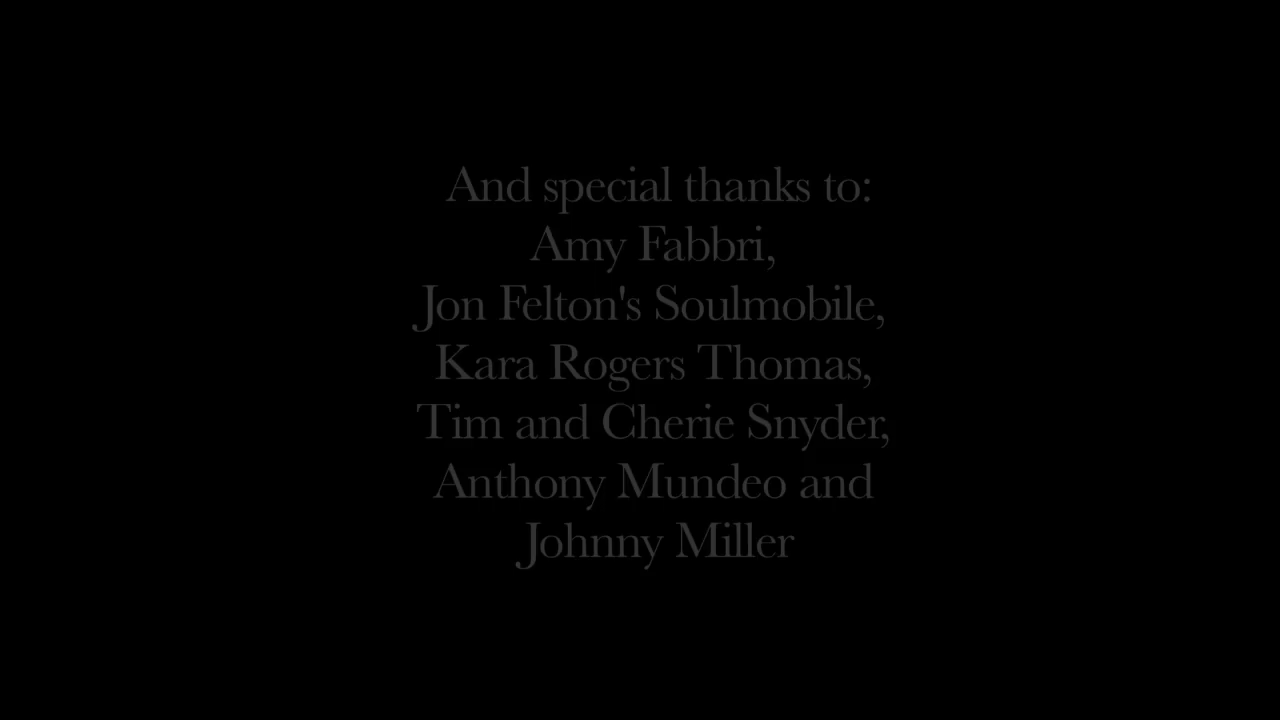 And special thanks to:
Amy Fabbri,
Jon Felton's Soulmobile,
Kara Rogers Thomas,
Tim and Cherie Snyder,
Anthony Mundeo and
Johnny Miller